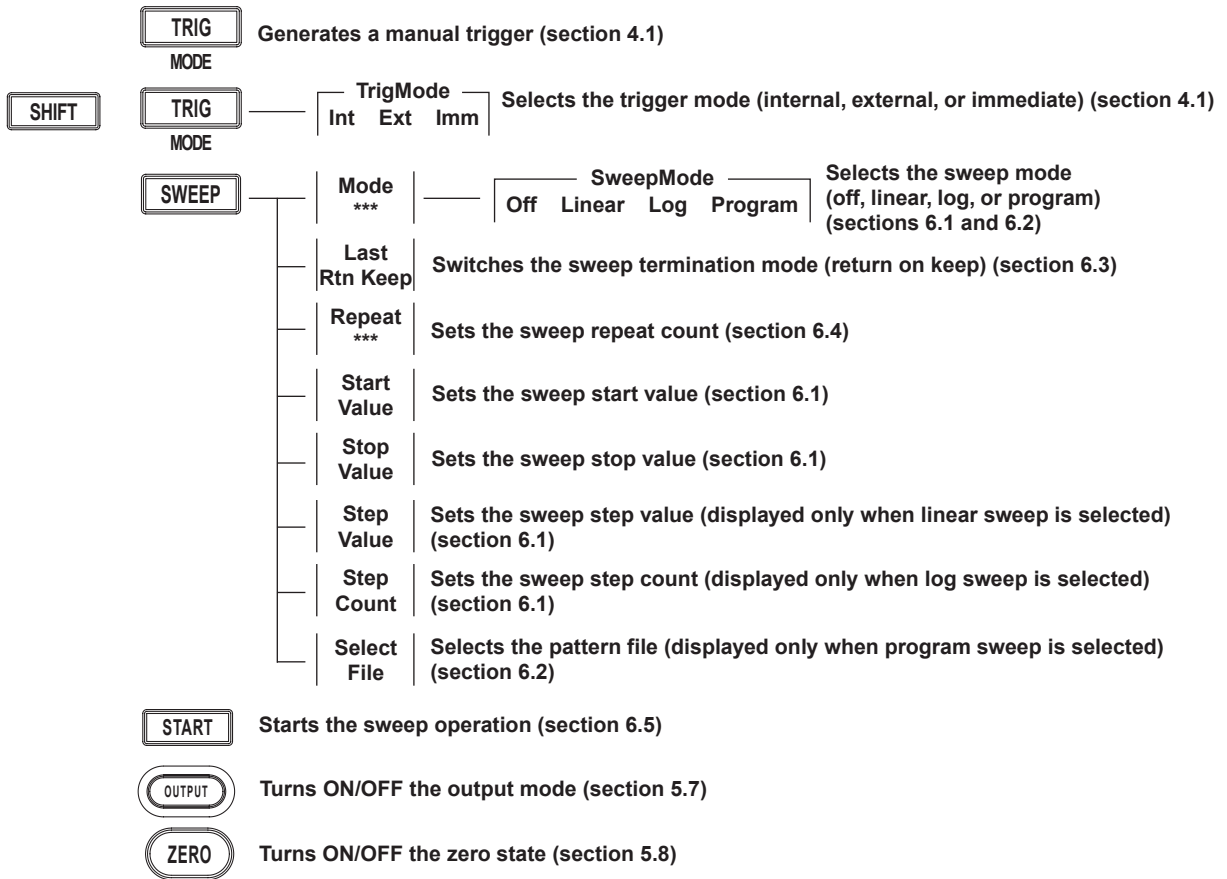 TRIG Generates a manual trigger (section 4.1)
MODE
SHIFT TRIG TrigMode Selects the trigger mode (internal, external, or immediate) (section 4.1)
Int Ext Imm
MODE
SWEEP Mode SweepMode Selects the sweep mode
*** Off Linear Log Program (off, linear, log, or program)
(sections 6.1 and 6.2)
Last
Rtn Keep Switches the sweep termination mode (return on keep) (section 6.3)
Repeat
*** Sets the sweep repeat count (section 6.4)
Start
Value Sets the sweep start value (section 6.1)
Stop
Value Sets the sweep stop value (section 6.1)
Step Sets the sweep step value (displayed only when linear sweep is selected)
Value (section 6.1)
Step Sets the sweep step count (displayed only when log sweep is selected)
Count (section 6.1)
Select Selects the pattern file (displayed only when program sweep is selected)
File (section 6.2)
START Starts the sweep operation (section 6.5)
OUTPUT Turns ON/OFF the output mode (section 5.7)
ZERO Turns ON/OFF the zero state (section 5.8)